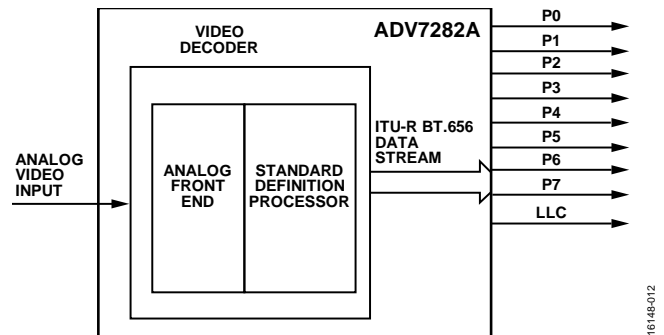 ADV7282A
VIDEO
DECODER
ANALOG
VIDEO
INPUT
ANALOG
FRONT
END
STANDARD
DEFINITION
PROCESSOR
ITU-R BT.656
DATA
STREAM
P0
P1
P2
P3
P4
P5
P6
P7
LLC
16148-012